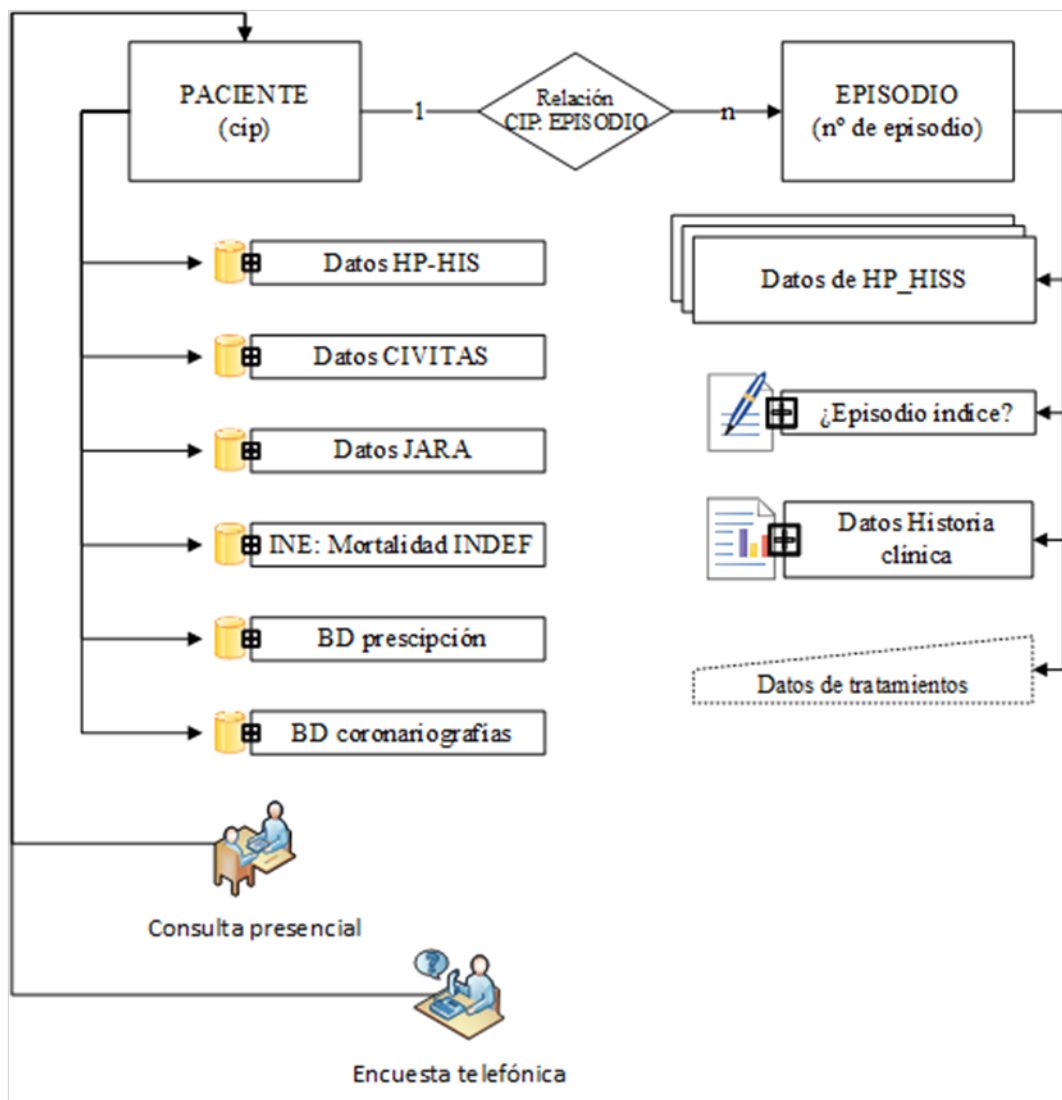 PACIENTE
(cip)
1
Relación
CIP: EPISODIO
n
EPISODIO
(nº de episodio)
Datos HP-HIS
Datos CIVITAS
Datos JARA
INE: Mortalidad INDEF
BD prescipción
BD coronariografías
Datos de HP_HISS
¿Episodio indice?
Datos Historia
clinica
Datos de tratamientos
Consulta presencial
?
Encuesta telefónica